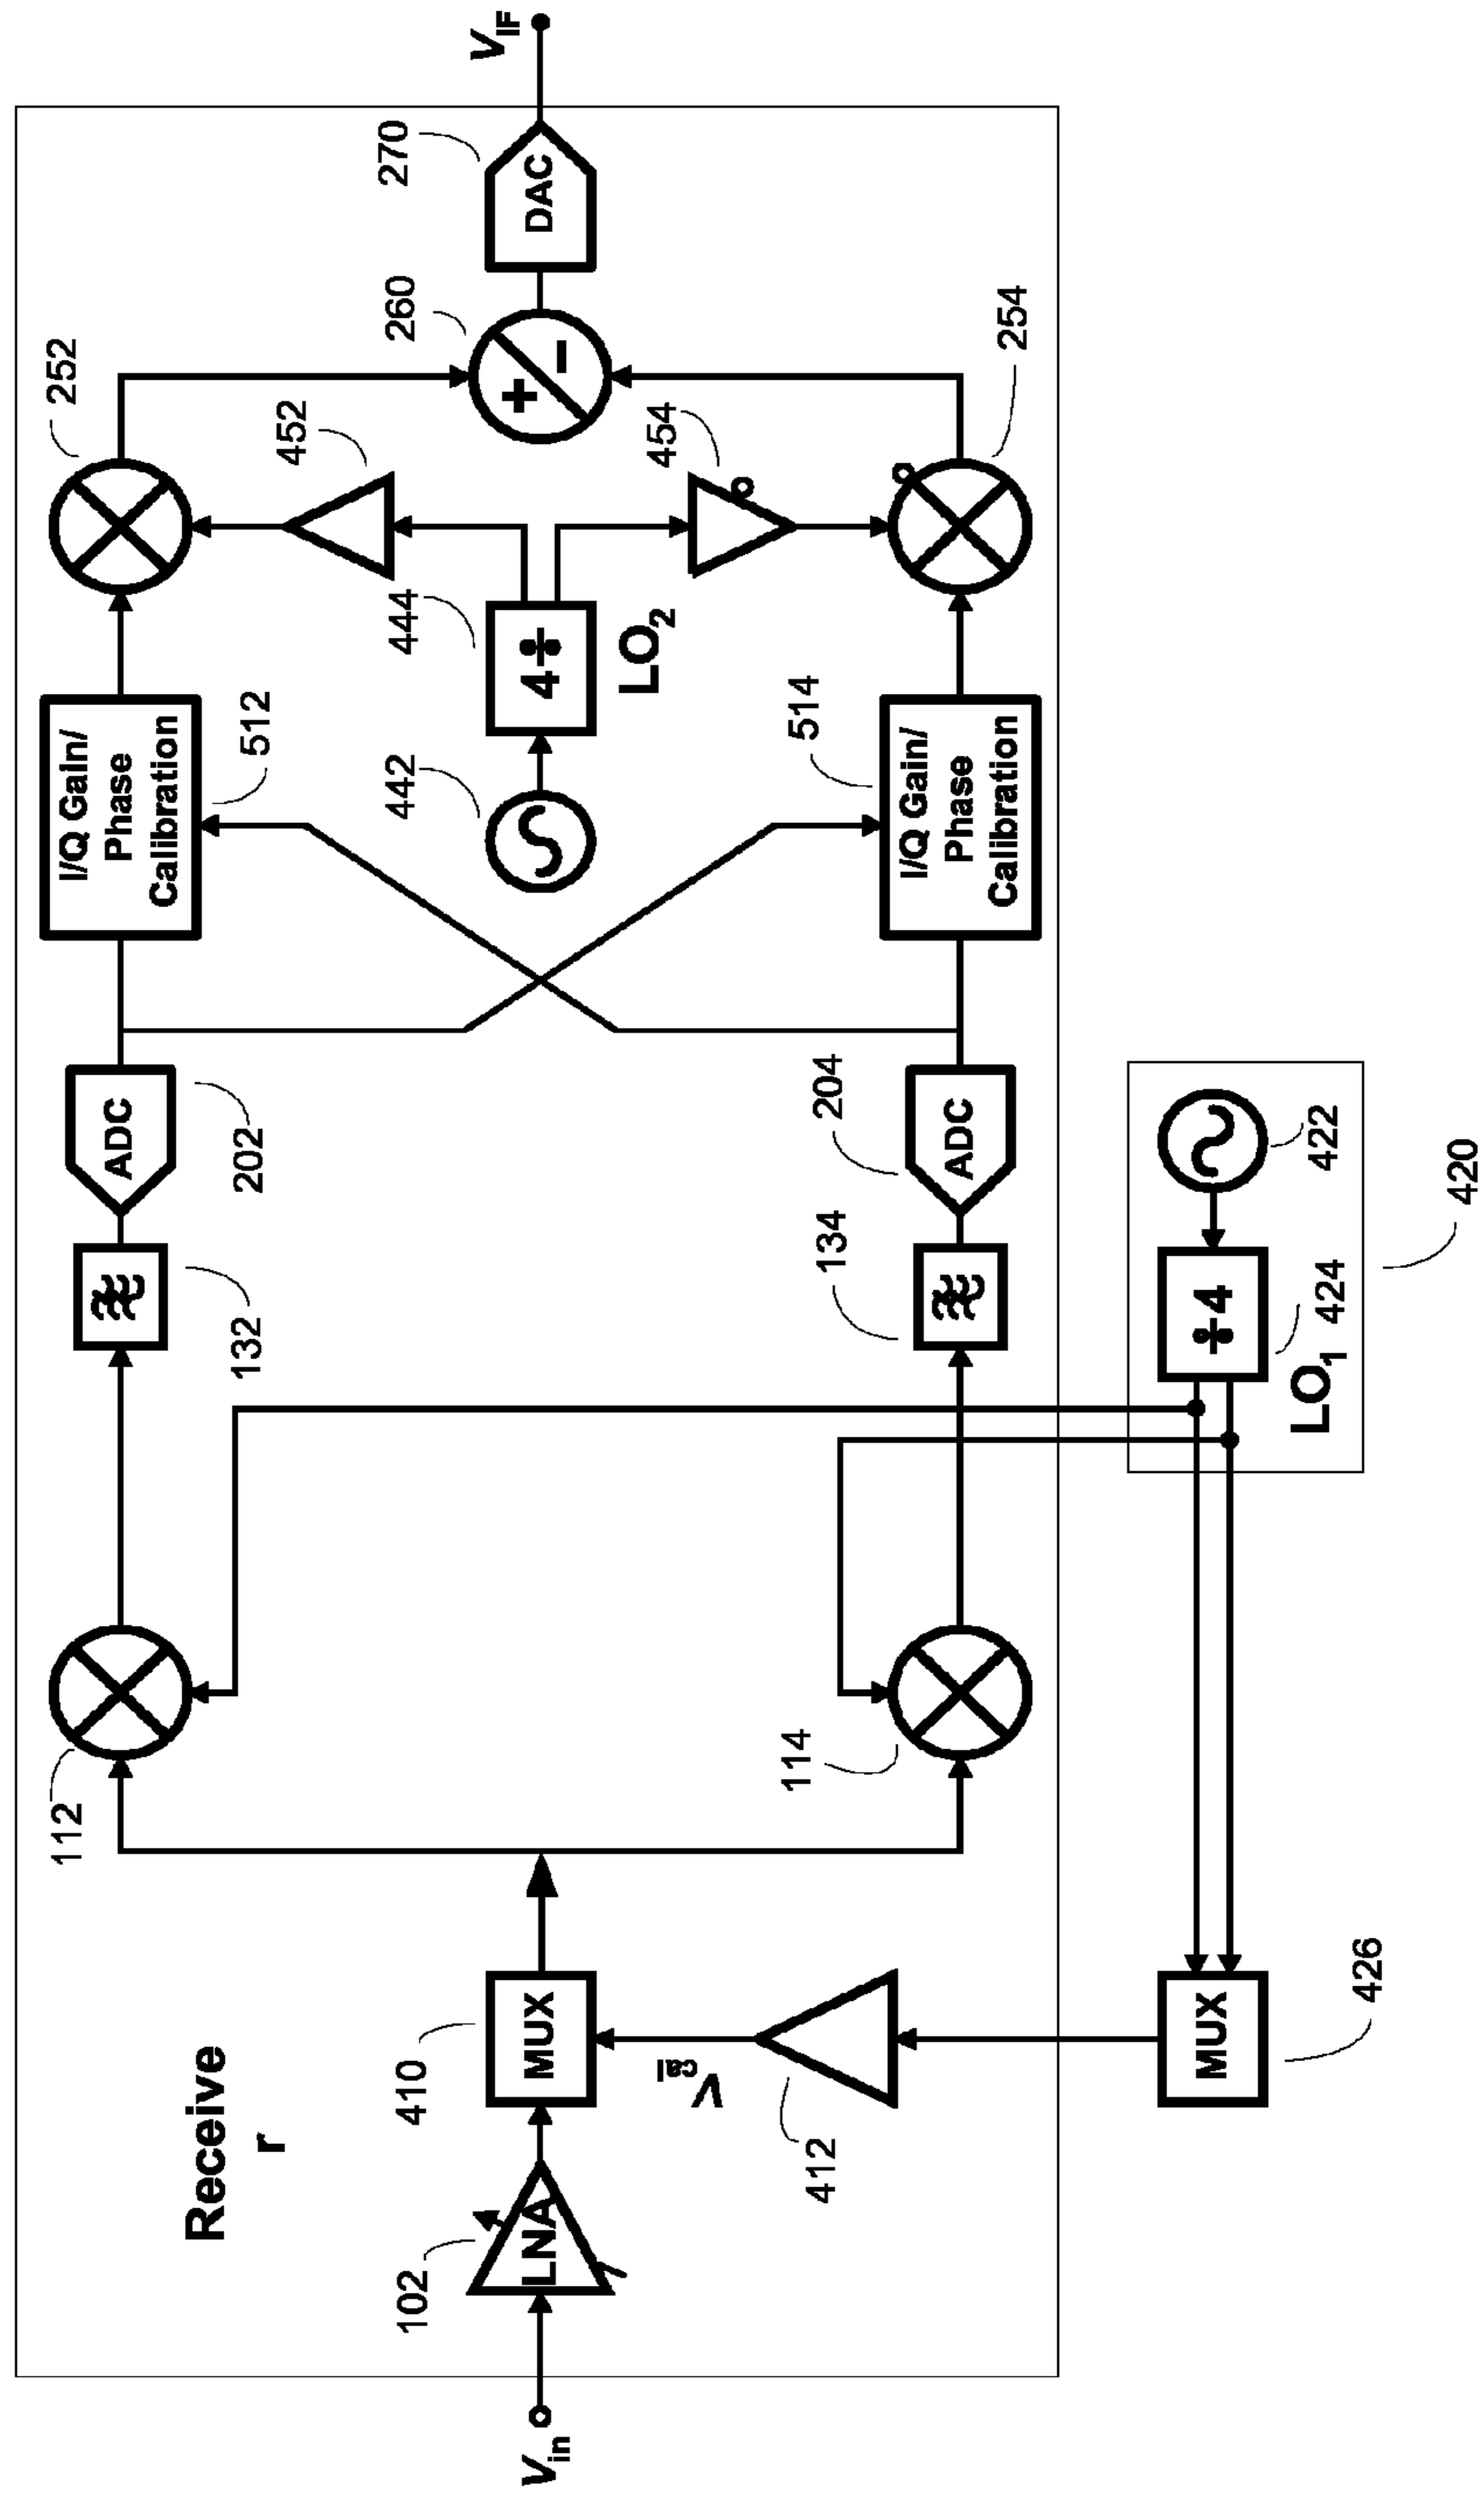 Receive
r
V_in
102
LNA
410
MUX
412
V_cal
112
114
132
134
202
ADC
204
ADC
I/Q Gain/
Phase
Calibration
512
442
444
4÷
LO_2
514
I/Q Gain/
Phase
Calibration
252
452
454
254
260
+
−
270
DAC
V_IF
426
MUX
LO_1
÷4
424
422
420